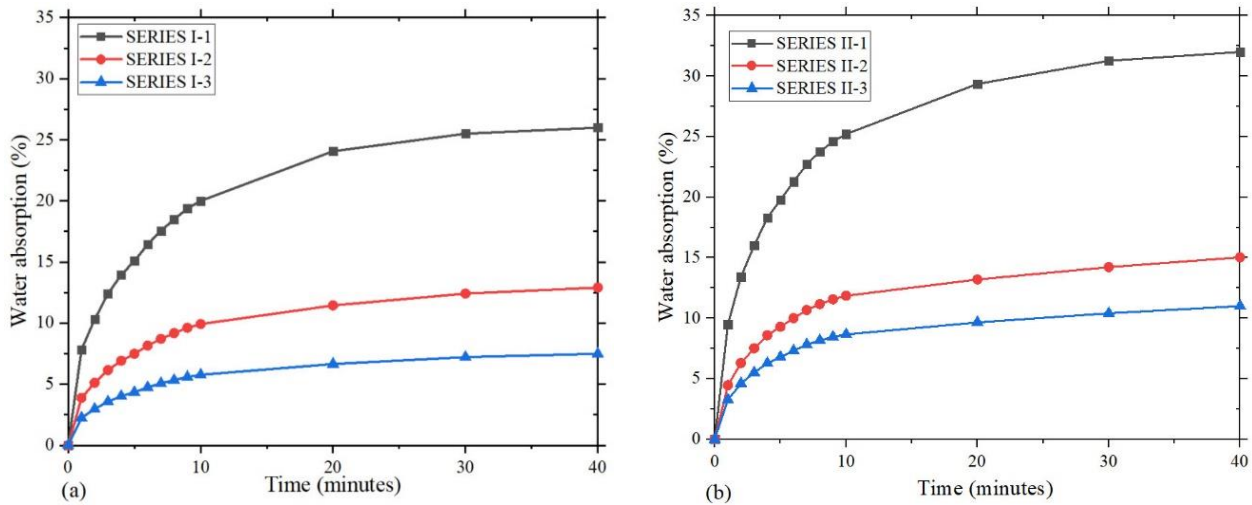 35
30
25
20
15
10
5
0
Water absorption (%)
SERIES I-1
SERIES I-2
SERIES I-3
0 10 20 30 40
Time (minutes)
(a)
35
30
25
20
15
10
5
0
Water absorption (%)
SERIES II-1
SERIES II-2
SERIES II-3
0 10 20 30 40
Time (minutes)
(b)